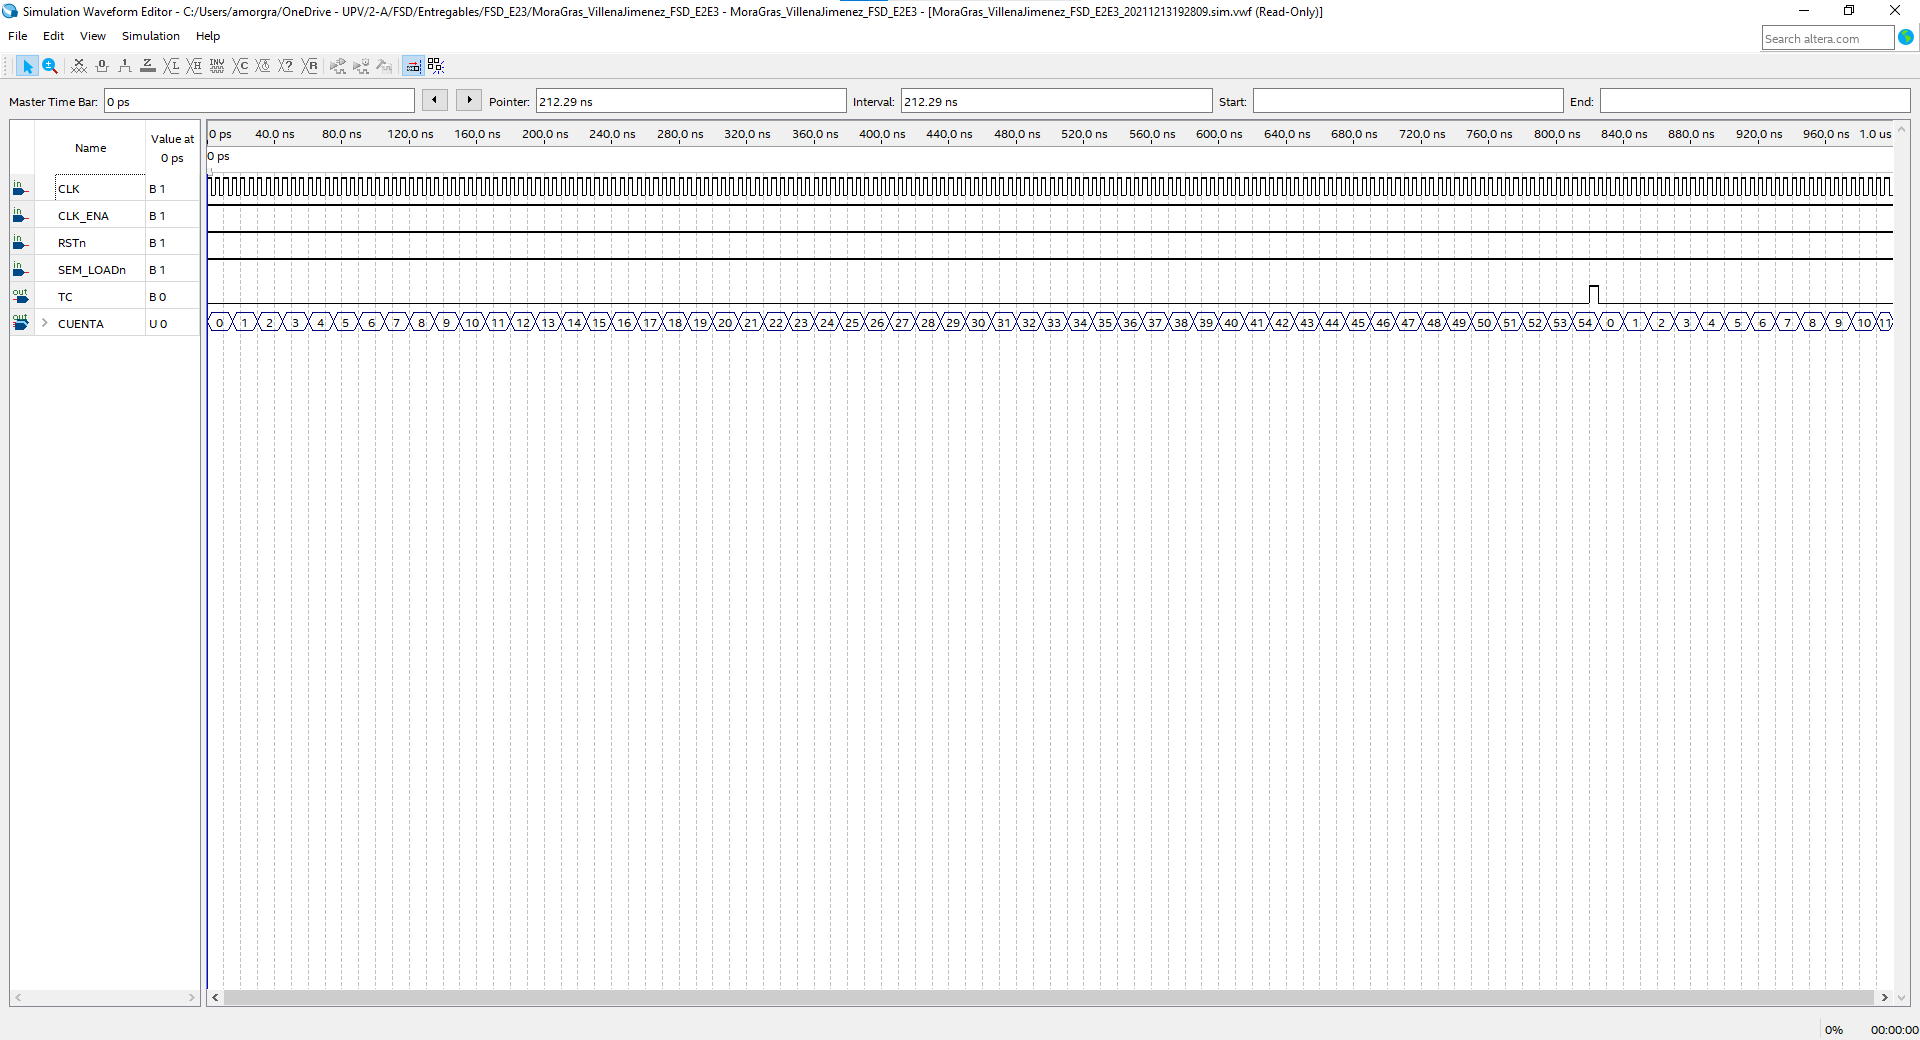 Simulation Waveform Editor - C:/Users/amorgra/OneDrive - UPV/2-A/FSD/Entregables/FSD_E23/MoraGras_VillenaJimenez_FSD_E2E3 - MoraGras_VillenaJimenez_FSD_E2E3 - [MoraGras_VillenaJimenez_FSD_E2E3_20211213192809.sim.vwf (Read-Only)]
File Edit View Simulation Help
Search altera.com
Master Time Bar: 0 ps Pointer: 212.29 ns Interval: 212.29 ns Start: End:
Name Value at 0 ps
0 ps 40.0 ns 80.0 ns 120.0 ns 160.0 ns 200.0 ns 240.0 ns 280.0 ns 320.0 ns 360.0 ns 400.0 ns 440.0 ns 480.0 ns 520.0 ns 560.0 ns 600.0 ns 640.0 ns 680.0 ns 720.0 ns 760.0 ns 800.0 ns 840.0 ns 880.0 ns 920.0 ns 960.0 ns 1.0 us
0 ps
in CLK B 1
in CLK_ENA B 1
in RSTn B 1
in SEM_LOADn B 1
out TC B 0
out CUENTA U 0 0 1 2 3 4 5 6 7 8 9 10 11 12 13 14 15 16 17 18 19 20 21 22 23 24 25 26 27 28 29 30 31 32 33 34 35 36 37 38 39 40 41 42 43 44 45 46 47 48 49 50 51 52 53 54 0 1 2 3 4 5 6 7 8 9 10 11
0% 00:00:00